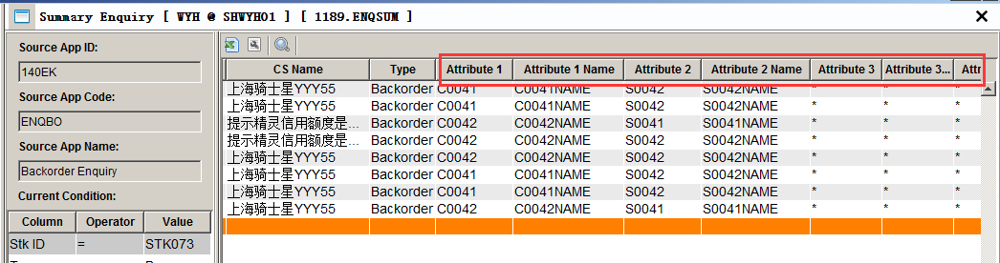 Summary Enquiry [ WYH @ SHWYH01 ] [ 1189.ENQSUM ]
Source App ID:
140EK
Source App Code:
ENQBO
Source App Name:
Backorder Enquiry
Current Condition:
Column Operator Value
Stk ID = STK073
CS Name Type Attribute 1 Attribute 1 Name Attribute 2 Attribute 2 Name Attribute 3 Attribute 3... Attr
上海骑士星YYY55 Backorder C0041 C0041NAME S0042 S0042NAME * * *
上海骑士星YYY55 Backorder C0041 C0041NAME S0042 S0042NAME * * *
提示精灵信用额度是... Backorder C0042 C0042NAME S0041 S0041NAME * * *
提示精灵信用额度是... Backorder C0042 C0042NAME S0042 S0042NAME * * *
上海骑士星YYY55 Backorder C0042 C0042NAME S0042 S0042NAME * * *
上海骑士星YYY55 Backorder C0041 C0041NAME S0042 S0042NAME * * *
上海骑士星YYY55 Backorder C0041 C0041NAME S0042 S0042NAME * * *
上海骑士星YYY55 Backorder C0042 C0042NAME S0041 S0041NAME * * *